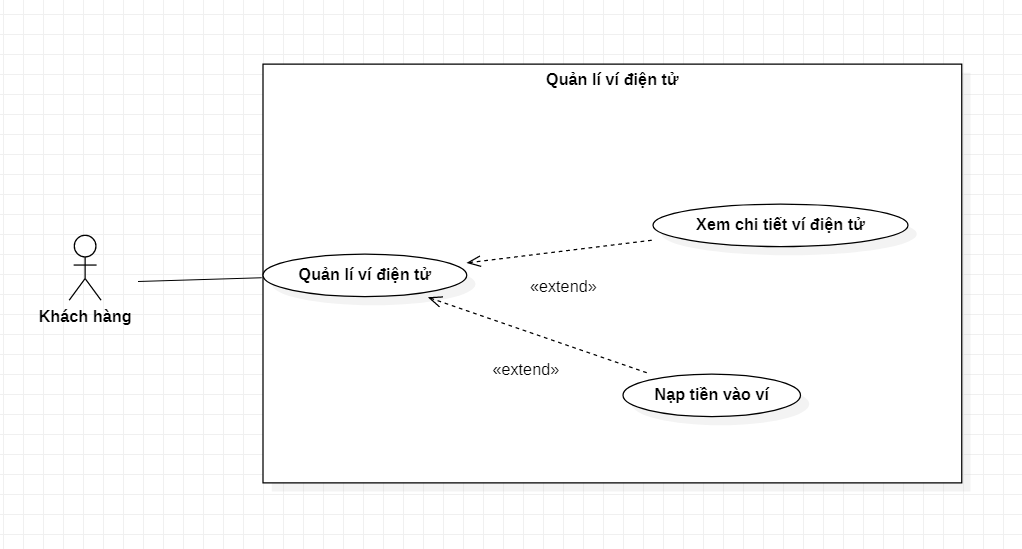 Quản lí ví điện tử
Xem chi tiết ví điện tử
Quản lí ví điện tử
«extend»
Khách hàng
«extend»
Nạp tiền vào ví